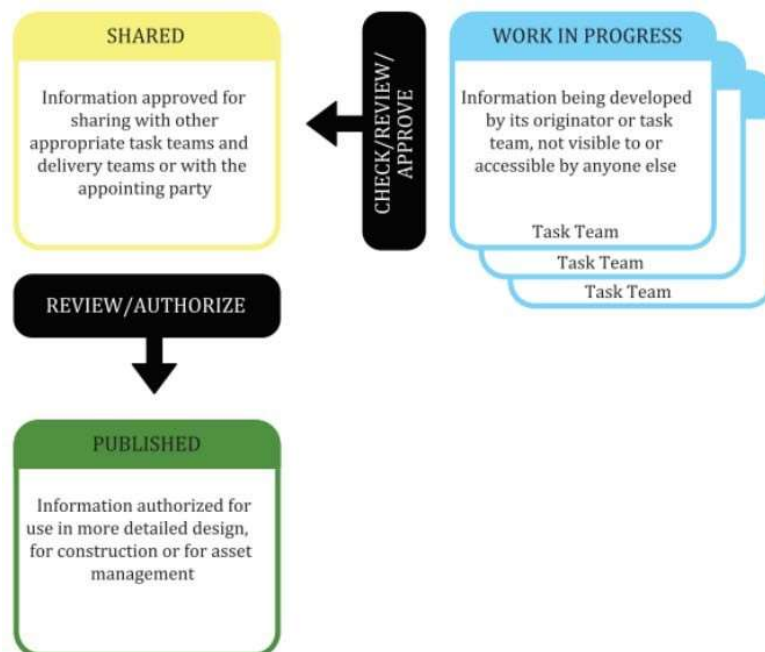 SHARED
Information approved for
sharing with other
appropriate task teams and
delivery teams or with the
appointing party
CHECK/REVIEW/
APPROVE
WORK IN PROGRESS
Information being developed
by its originator or task
team, not visible to or
accessible by anyone else
Task Team
Task Team
Task Team
REVIEW/AUTHORIZE
PUBLISHED
Information authorized for
use in more detailed design,
for construction or for asset
management